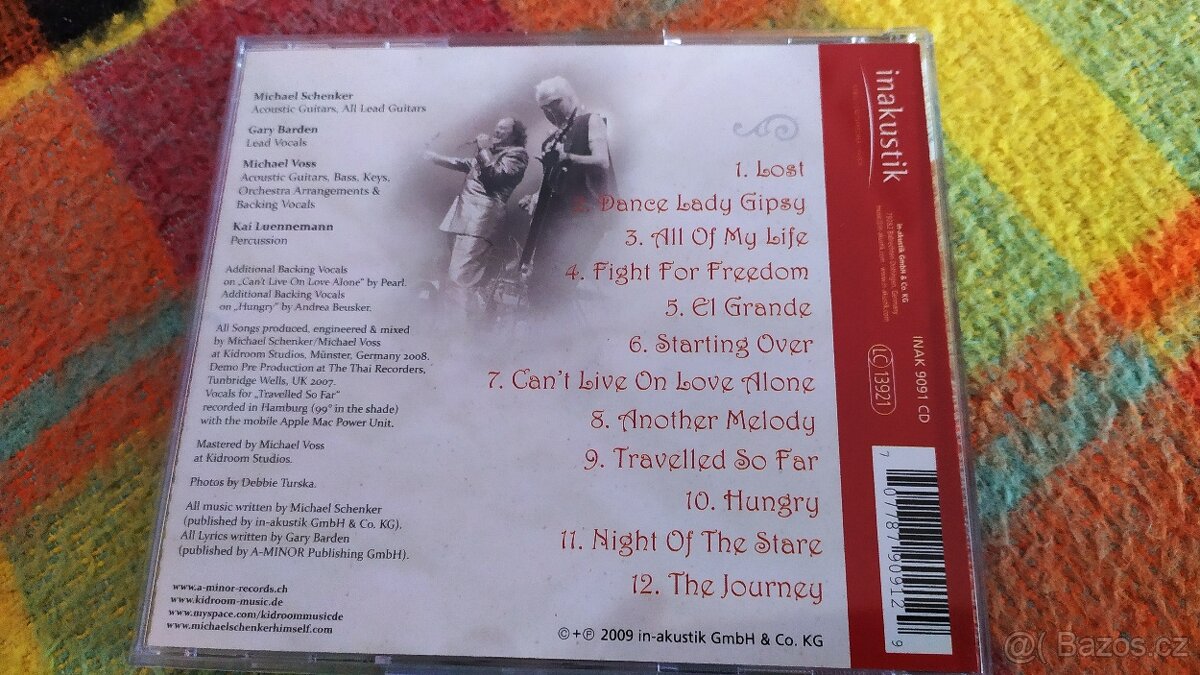 Michael Schenker
Acoustic Guitars, All Lead Guitars
Gary Barden
Lead Vocals
Michael Voss
Acoustic Guitars, Bass, Keys,
Orchestra Arrangements &
Backing Vocals
Kai Luennemann
Percussion
Additional Backing Vocals
on „Can't Live On Love Alone" by Pearl.
Additional Backing Vocals
on „Hungry" by Andrea Beusker.
All Songs produced, engineered & mixed
by Michael Schenker/Michael Voss
at Kidroom Studios, Münster, Germany 2008.
Demo Pre Production at The Thai Recorders,
Tunbridge Wells, UK 2007.
Vocals for „Travelled So Far"
recorded in Hamburg (99° in the shade)
with the mobile Apple Mac Power Unit.
Mastered by Michael Voss
at Kidroom Studios.
Photos by Debbie Turska.
All music written by Michael Schenker
(published by in-akustik GmbH & Co. KG).
All Lyrics written by Gary Barden
(published by A-MINOR Publishing GmbH).
www.a-minor-records.ch
www.kidroom-music.de
www.myspace.com/kidroommusicde
www.michaelschenkerhimself.com
1. Lost
2. Dance Lady Gipsy
3. All Of My Life
4. Fight For Freedom
5. El Grande
6. Starting Over
7. Can't Live On Love Alone
8. Another Melody
9. Travelled So Far
10. Hungry
11. Night Of The Stare
12. The Journey
©+℗ 2009 in-akustik GmbH & Co. KG
inakustik
in-akustik GmbH & Co. KG
INAK 9091 CD
LC 13921
7 07787 90912 9
@( Bazos.cz